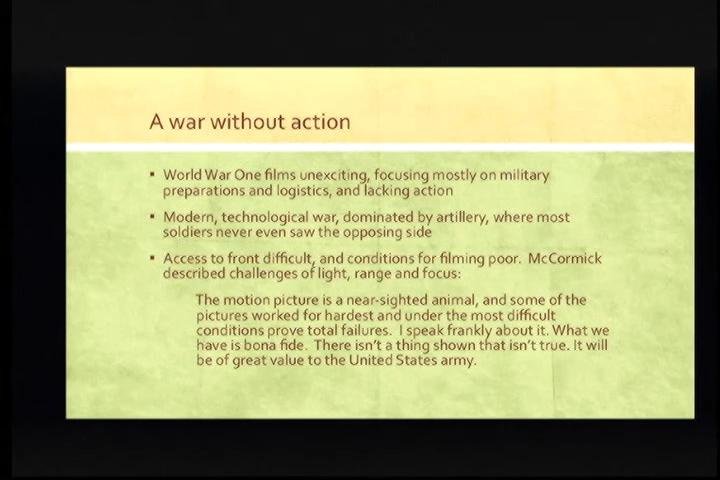 A war without action
▪ World War One films unexciting, focusing mostly on military
preparations and logistics, and lacking action
▪ Modern, technological war, dominated by artillery, where most
soldiers never even saw the opposing side
▪ Access to front difficult, and conditions for filming poor.  McCormick
described challenges of light, range and focus:
The motion picture is a near-sighted animal, and some of the
pictures worked for hardest and under the most difficult
conditions prove total failures.  I speak frankly about it. What we
have is bona fide.  There isn't a thing shown that isn't true. It will
be of great value to the United States army.